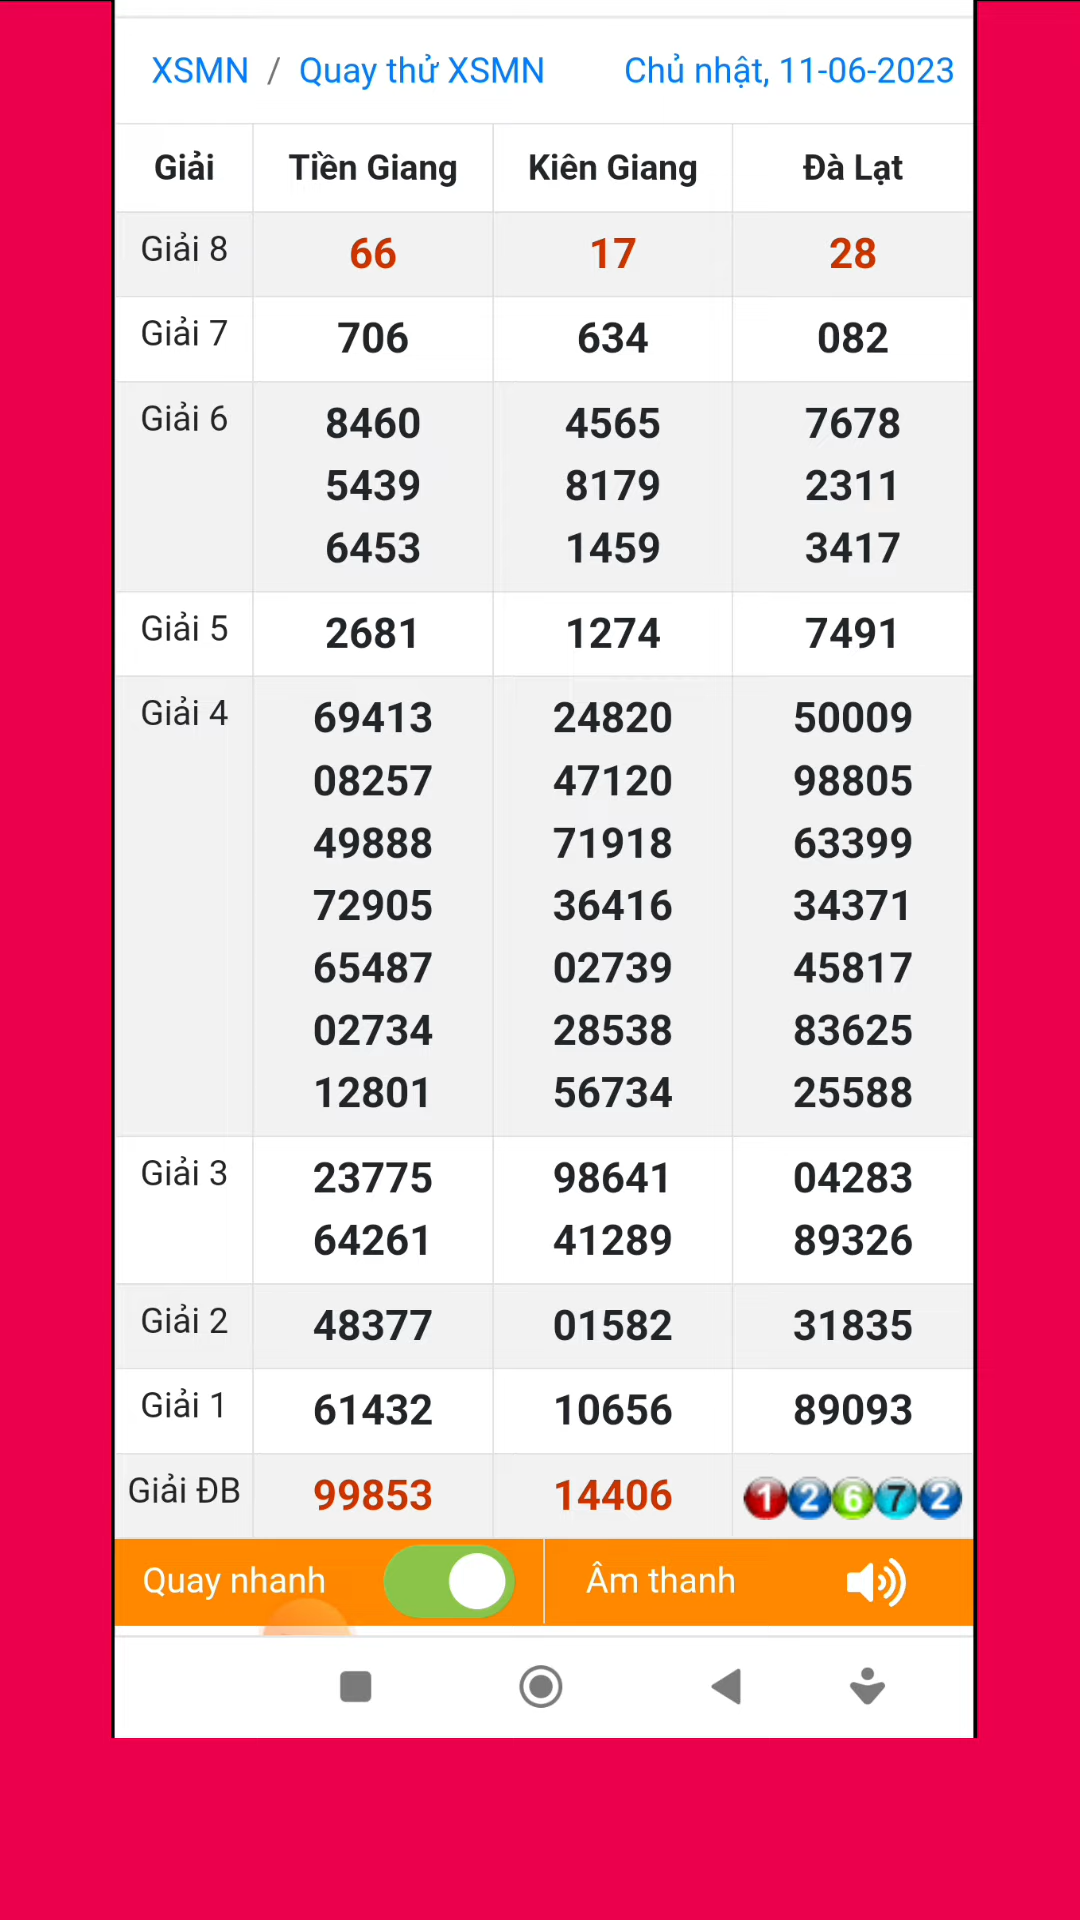 XSMN / Quay thử XSMN Chủ nhật, 11-06-2023
Giải Tiền Giang Kiên Giang Đà Lạt
Giải 8 66 17 28
Giải 7 706 634 082
Giải 6 8460 4565 7678
5439 8179 2311
6453 1459 3417
Giải 5 2681 1274 7491
Giải 4 69413 24820 50009
08257 47120 98805
49888 71918 63399
72905 36416 34371
65487 02739 45817
02734 28538 83625
12801 56734 25588
Giải 3 23775 98641 04283
64261 41289 89326
Giải 2 48377 01582 31835
Giải 1 61432 10656 89093
Giải ĐB 99853 14406 12672
Quay nhanh Âm thanh